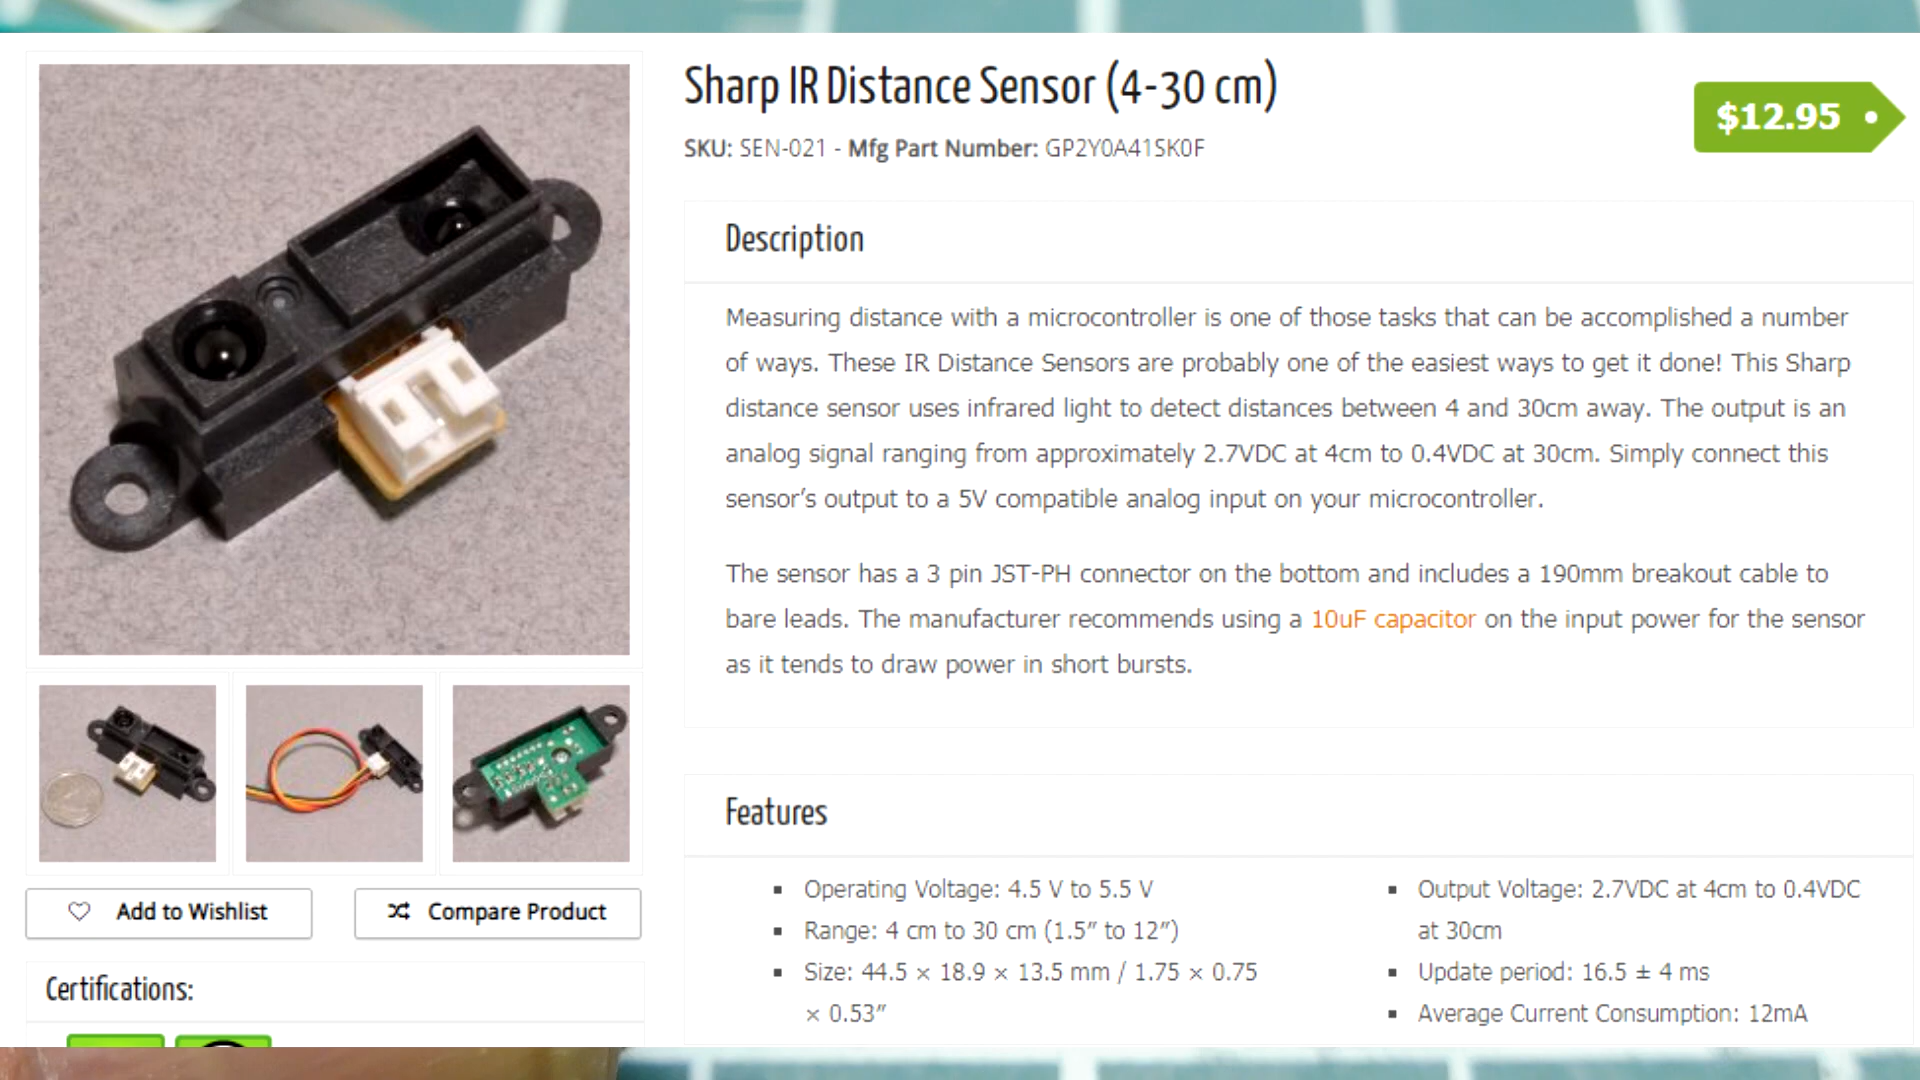 Sharp IR Distance Sensor (4-30 cm)
$12.95
SKU: SEN-021 - Mfg Part Number: GP2Y0A41SK0F
Description
Measuring distance with a microcontroller is one of those tasks that can be accomplished a number
of ways. These IR Distance Sensors are probably one of the easiest ways to get it done! This Sharp
distance sensor uses infrared light to detect distances between 4 and 30cm away. The output is an
analog signal ranging from approximately 2.7VDC at 4cm to 0.4VDC at 30cm. Simply connect this
sensor’s output to a 5V compatible analog input on your microcontroller.
The sensor has a 3 pin JST-PH connector on the bottom and includes a 190mm breakout cable to
bare leads. The manufacturer recommends using a 10uF capacitor on the input power for the sensor
as it tends to draw power in short bursts.
Add to Wishlist
Compare Product
Certifications:
Features
▪ Operating Voltage: 4.5 V to 5.5 V
▪ Range: 4 cm to 30 cm (1.5″ to 12″)
▪ Size: 44.5 × 18.9 × 13.5 mm / 1.75 × 0.75
× 0.53″
▪ Output Voltage: 2.7VDC at 4cm to 0.4VDC
at 30cm
▪ Update period: 16.5 ± 4 ms
▪ Average Current Consumption: 12mA